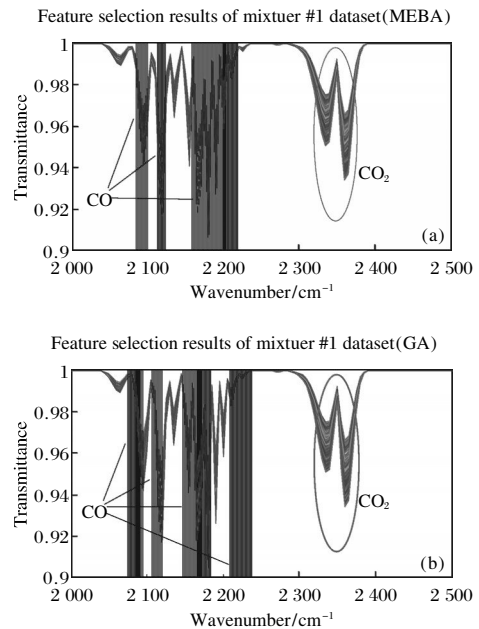 Feature selection results of mixtuer #1 dataset(MEBA)
Transmittance
1
0.98
0.96
0.94
0.92
0.9
CO
CO₂
(a)
2 000 2 100 2 200 2 300 2 400 2 500
Wavenumber/cm⁻¹
Feature selection results of mixtuer #1 dataset(GA)
Transmittance
1
0.98
0.96
0.94
0.92
0.9
CO
CO₂
(b)
2 000 2 100 2 200 2 300 2 400 2 500
Wavenumber/cm⁻¹